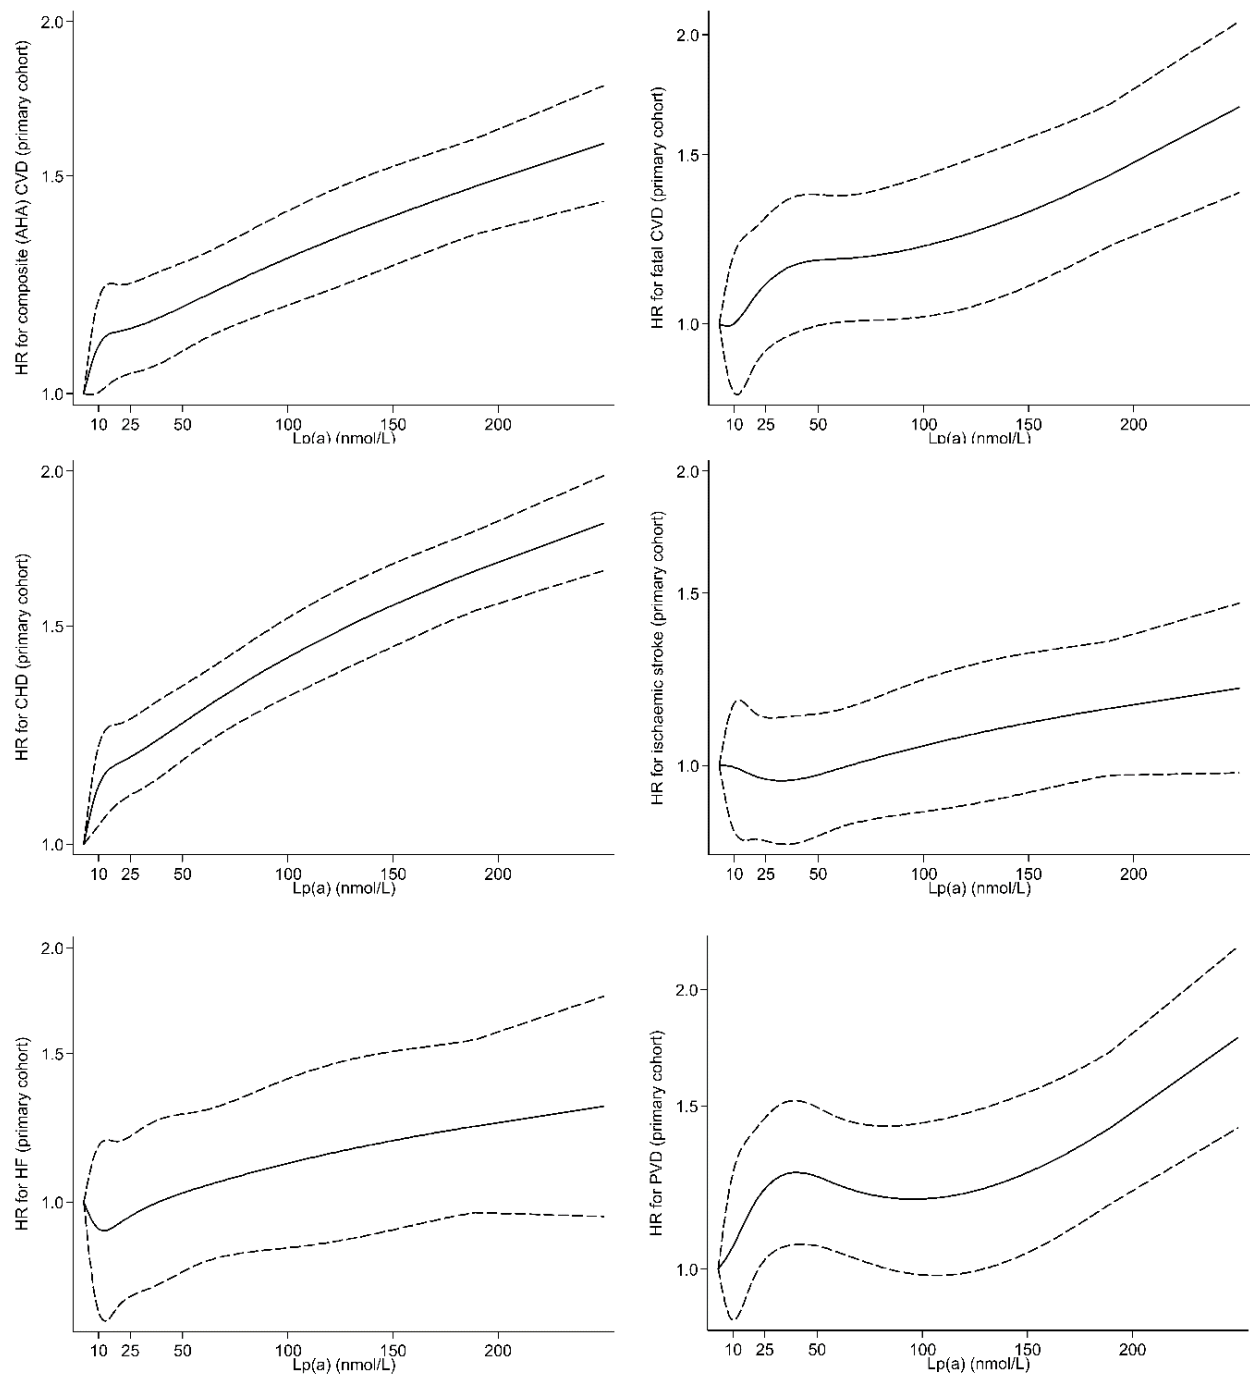 HR for composite (AHA) CVD (primary cohort)
2.0
1.5
1.0
10 25 50 100 150 200
Lp(a) (nmol/L)
HR for fatal CVD (primary cohort)
2.0
1.5
1.0
10 25 50 100 150 200
Lp(a) (nmol/L)
HR for CHD (primary cohort)
2.0
1.5
1.0
10 25 50 100 150 200
Lp(a) (nmol/L)
HR for ischaemic stroke (primary cohort)
2.0
1.5
1.0
10 25 50 100 150 200
Lp(a) (nmol/L)
HR for HF (primary cohort)
2.0
1.5
1.0
10 25 50 100 150 200
Lp(a) (nmol/L)
HR for PVD (primary cohort)
2.0
1.5
1.0
10 25 50 100 150 200
Lp(a) (nmol/L)